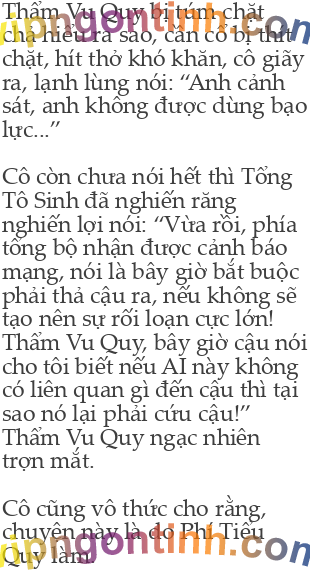 Thẩm Vu Quy bị túm chặt
chả hiểu ra sao, cần cổ bị thít
chặt, hít thở khó khăn, cô giãy
ra, lạnh lùng nói: “Anh cảnh
sát, anh không được dùng bạo
lực...”
Cô còn chưa nói hết thì Tổng
Tô Sinh đã nghiến răng
nghiến lợi nói: “Vừa rồi, phía
tổng bộ nhận được cảnh báo
mạng, nói là bây giờ bắt buộc
phải thả cậu ra, nếu không sẽ
tạo nên sự rối loạn cực lớn!
Thẩm Vu Quy, bây giờ cậu nói
cho tôi biết nếu AI này không
có liên quan gì đến cậu thì tại
sao nó lại phải cứu cậu!”
Thẩm Vu Quy ngạc nhiên
trợn mắt.
Cô cũng vô thức cho rằng,
chuyện này là do Phí Tiểu
Quy làm.